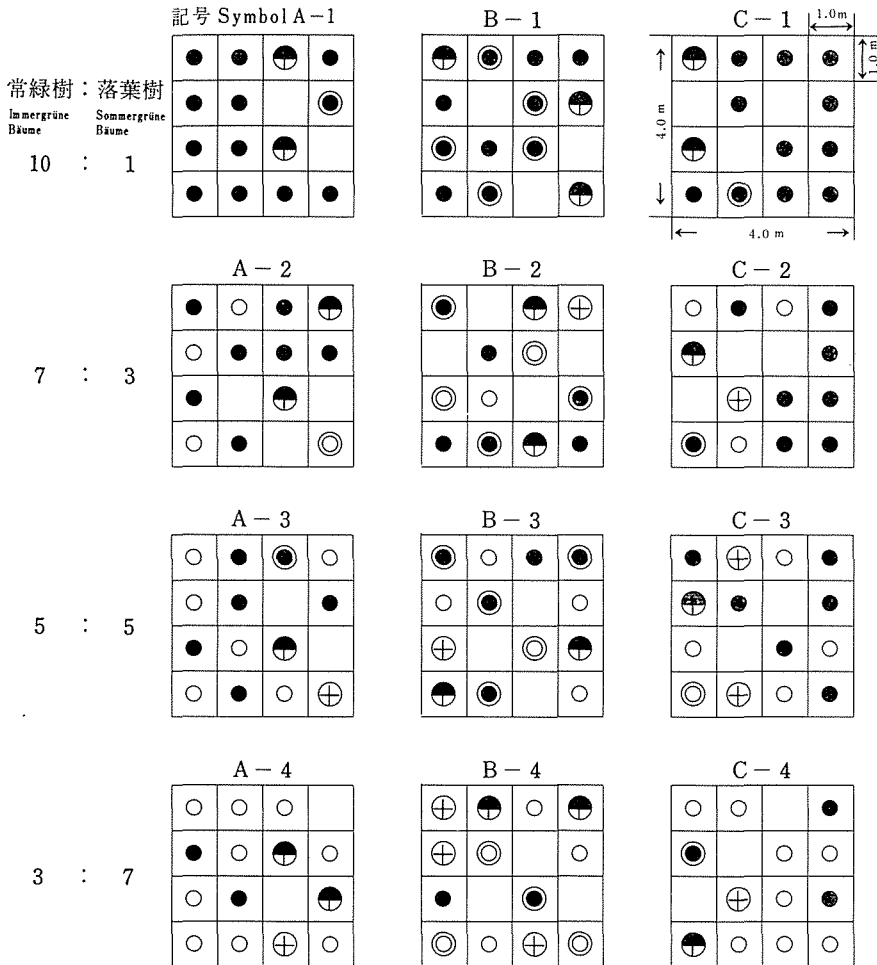 記号 Symbol A-1
B-1
C-1
1.0m
1.0m
常緑樹:落葉樹
Immergrüne Bäume
Sommergrüne Bäume
10 : 1
4.0m
4.0 m
A-2
B-2
C-2
7 : 3
A-3
B-3
C-3
5 : 5
A-4
B-4
C-4
3 : 7